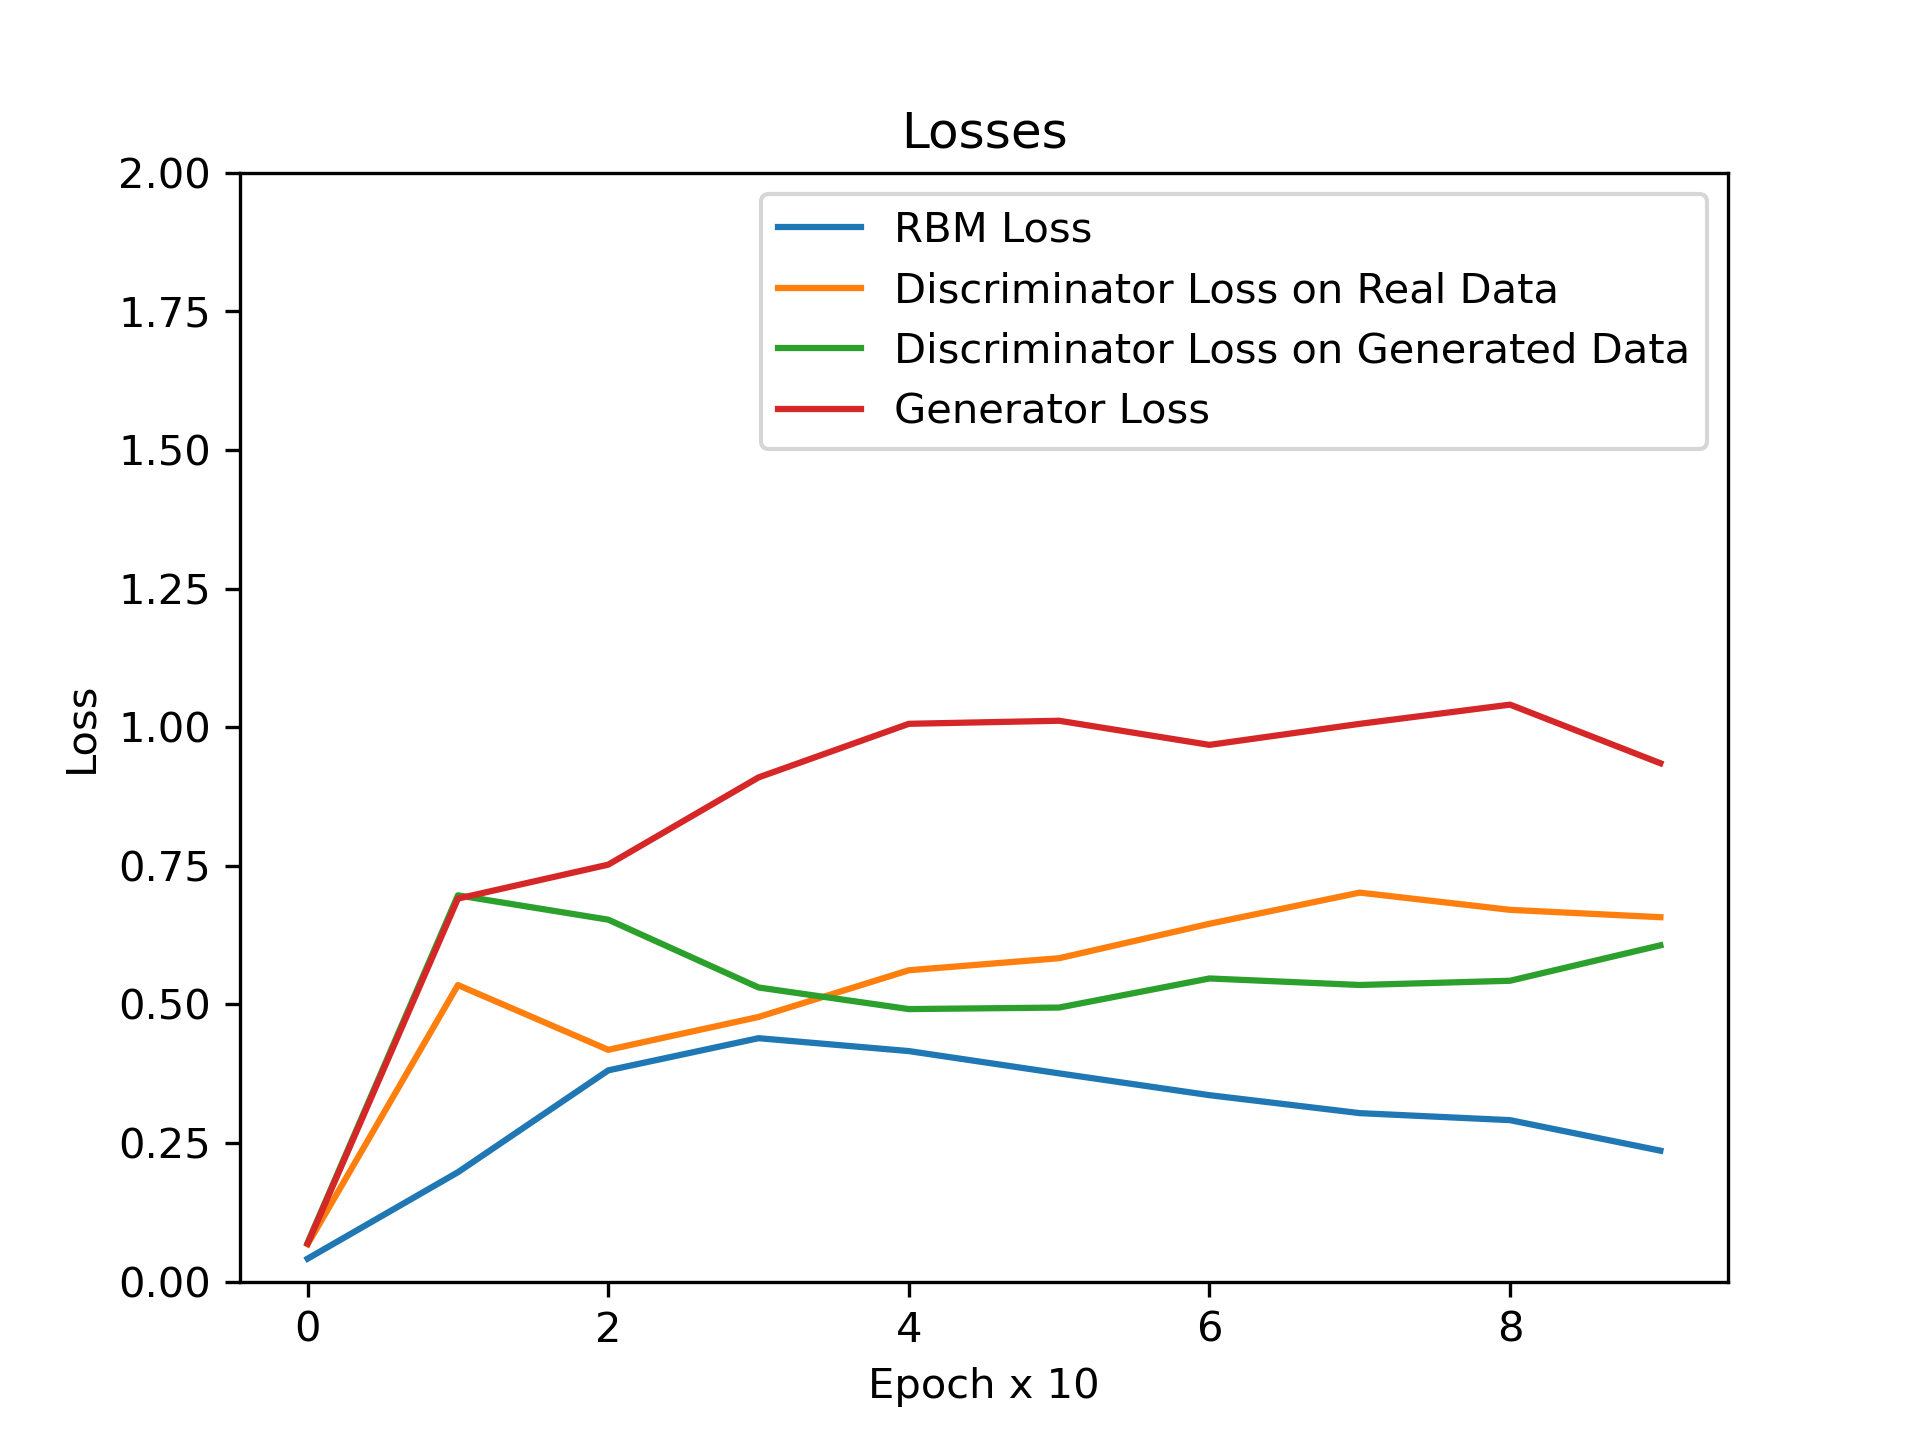 Losses
2.00
1.75
1.50
1.25
1.00
0.75
0.50
0.25
0.00
Loss
RBM Loss
Discriminator Loss on Real Data
Discriminator Loss on Generated Data
Generator Loss
0 2 4 6 8
Epoch x 10